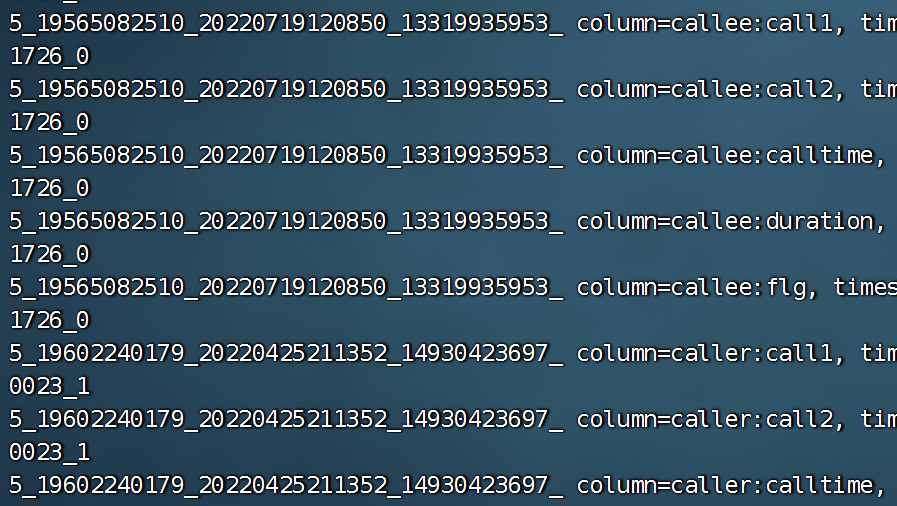 5_19565082510_20220719120850_13319935953_ column=callee:call1, tim
1726_0
5_19565082510_20220719120850_13319935953_ column=callee:call2, tim
1726_0
5_19565082510_20220719120850_13319935953_ column=callee:calltime,
1726_0
5_19565082510_20220719120850_13319935953_ column=callee:duration,
1726_0
5_19565082510_20220719120850_13319935953_ column=callee:flg, times
1726_0
5_19602240179_20220425211352_14930423697_ column=caller:call1, tim
0023_1
5_19602240179_20220425211352_14930423697_ column=caller:call2, tim
0023_1
5_19602240179_20220425211352_14930423697_ column=caller:calltime,